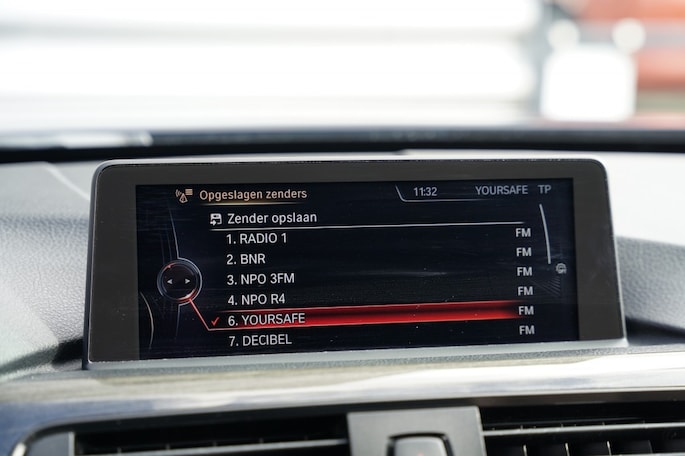 Opgeslagen zenders 11:32 YOURSAFE TP
Zender opslaan
1. RADIO 1 FM
2. BNR FM
3. NPO 3FM FM
4. NPO R4 FM
6. YOURSAFE FM
7. DECIBEL FM